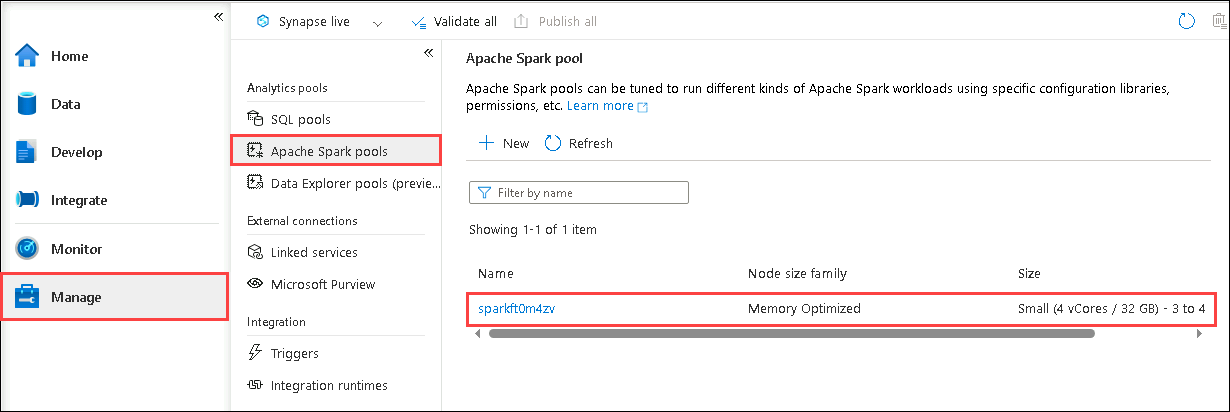 Home
Data
Develop
Integrate
Monitor
Manage
Synapse live
Validate all
Publish all
Analytics pools
SQL pools
Apache Spark pools
Data Explorer pools (previe...
External connections
Linked services
Microsoft Purview
Integration
Triggers
Integration runtimes
Apache Spark pool
Apache Spark pools can be tuned to run different kinds of Apache Spark workloads using specific configuration libraries,
permissions, etc. Learn more
New Refresh
Filter by name
Showing 1-1 of 1 item
Name Node size family Size
sparkft0m4zv Memory Optimized Small (4 vCores / 32 GB) - 3 to 4